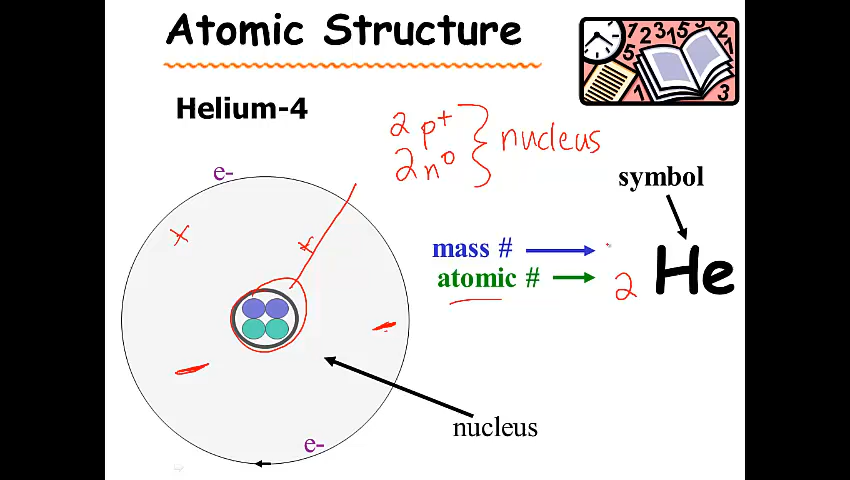 Atomic Structure
Helium-4
2 p+
2 n0
nucleus
e-
symbol
mass #
atomic #
2
He
nucleus
e-